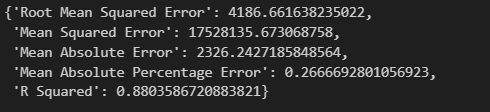 {'Root Mean Squared Error': 4186.661638235022,
'Mean Squared Error': 17528135.673068758,
'Mean Absolute Error': 2326.2427185848564,
'Mean Absolute Percentage Error': 0.2666692801056923,
'R Squared': 0.8803586720883821}